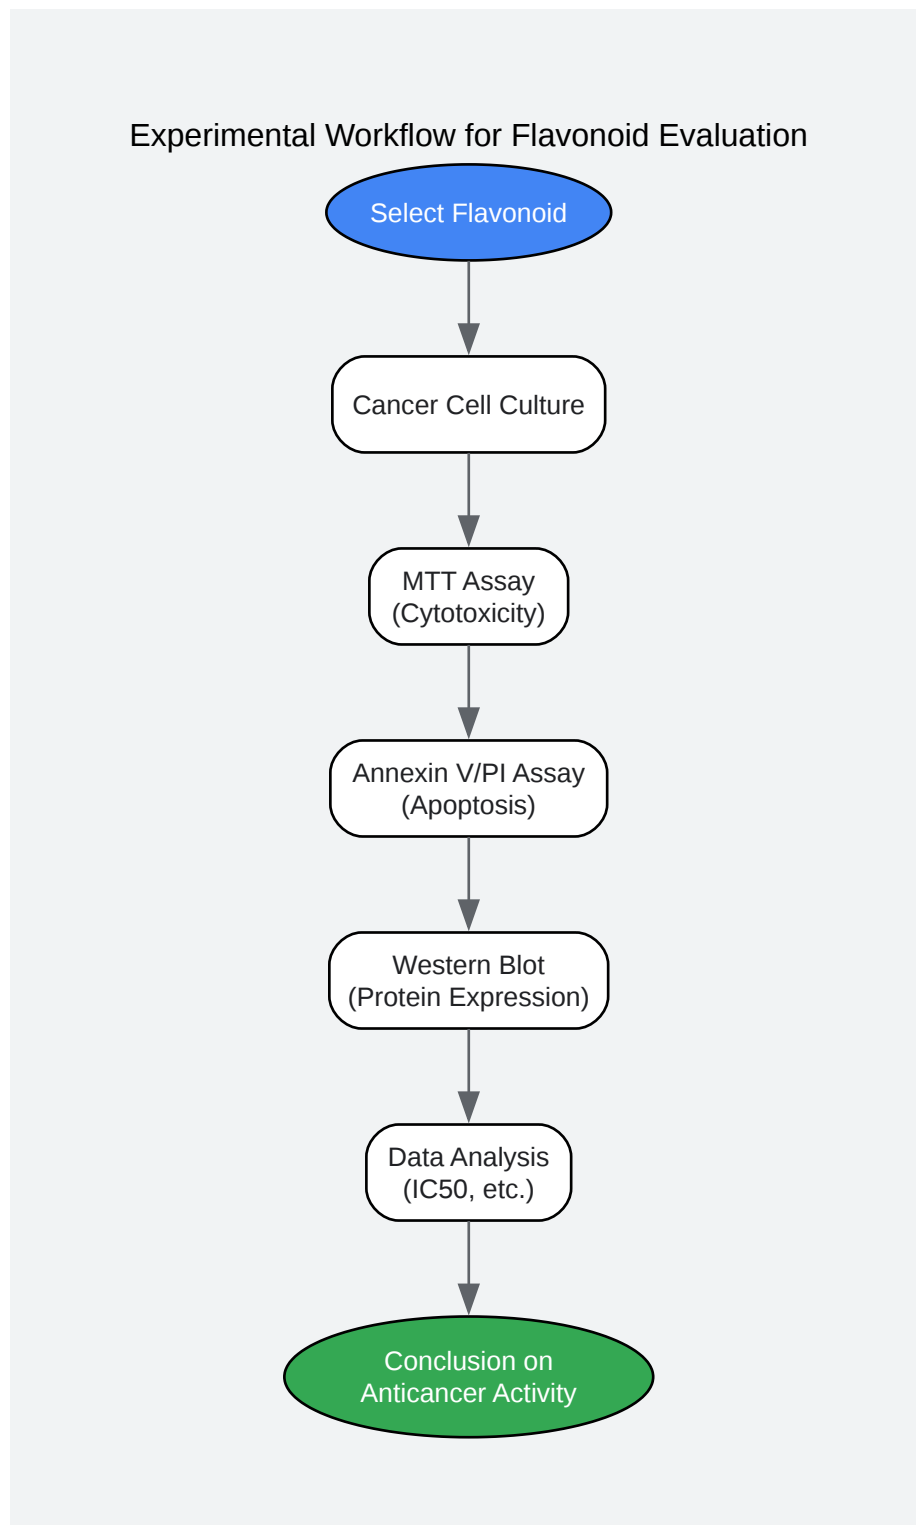 Experimental Workflow for Flavonoid Evaluation
Select Flavonoid
Cancer Cell Culture
MTT Assay
(Cytotoxicity)
Annexin V/PI Assay
(Apoptosis)
Western Blot
(Protein Expression)
Data Analysis
(IC50, etc.)
Conclusion on
Anticancer Activity